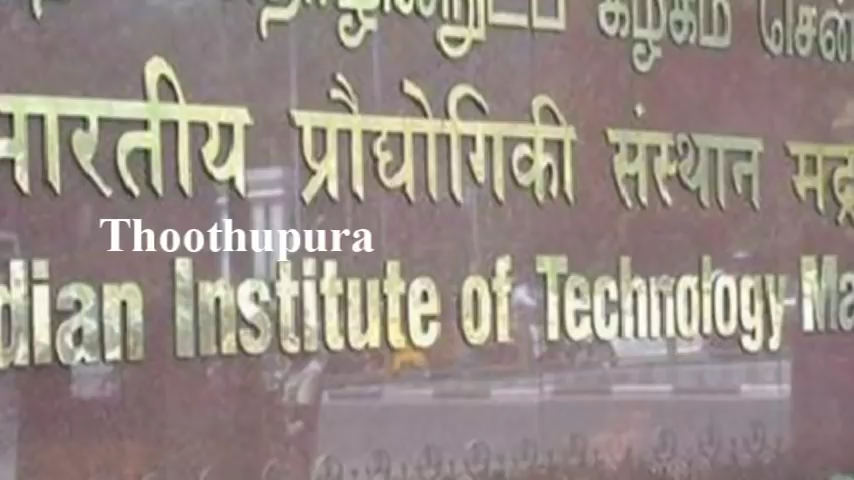 கழகம் சென்
भारतीय प्रौद्योगिकी संस्थान मद्र
Thoothupura
dian Institute of Technology Ma